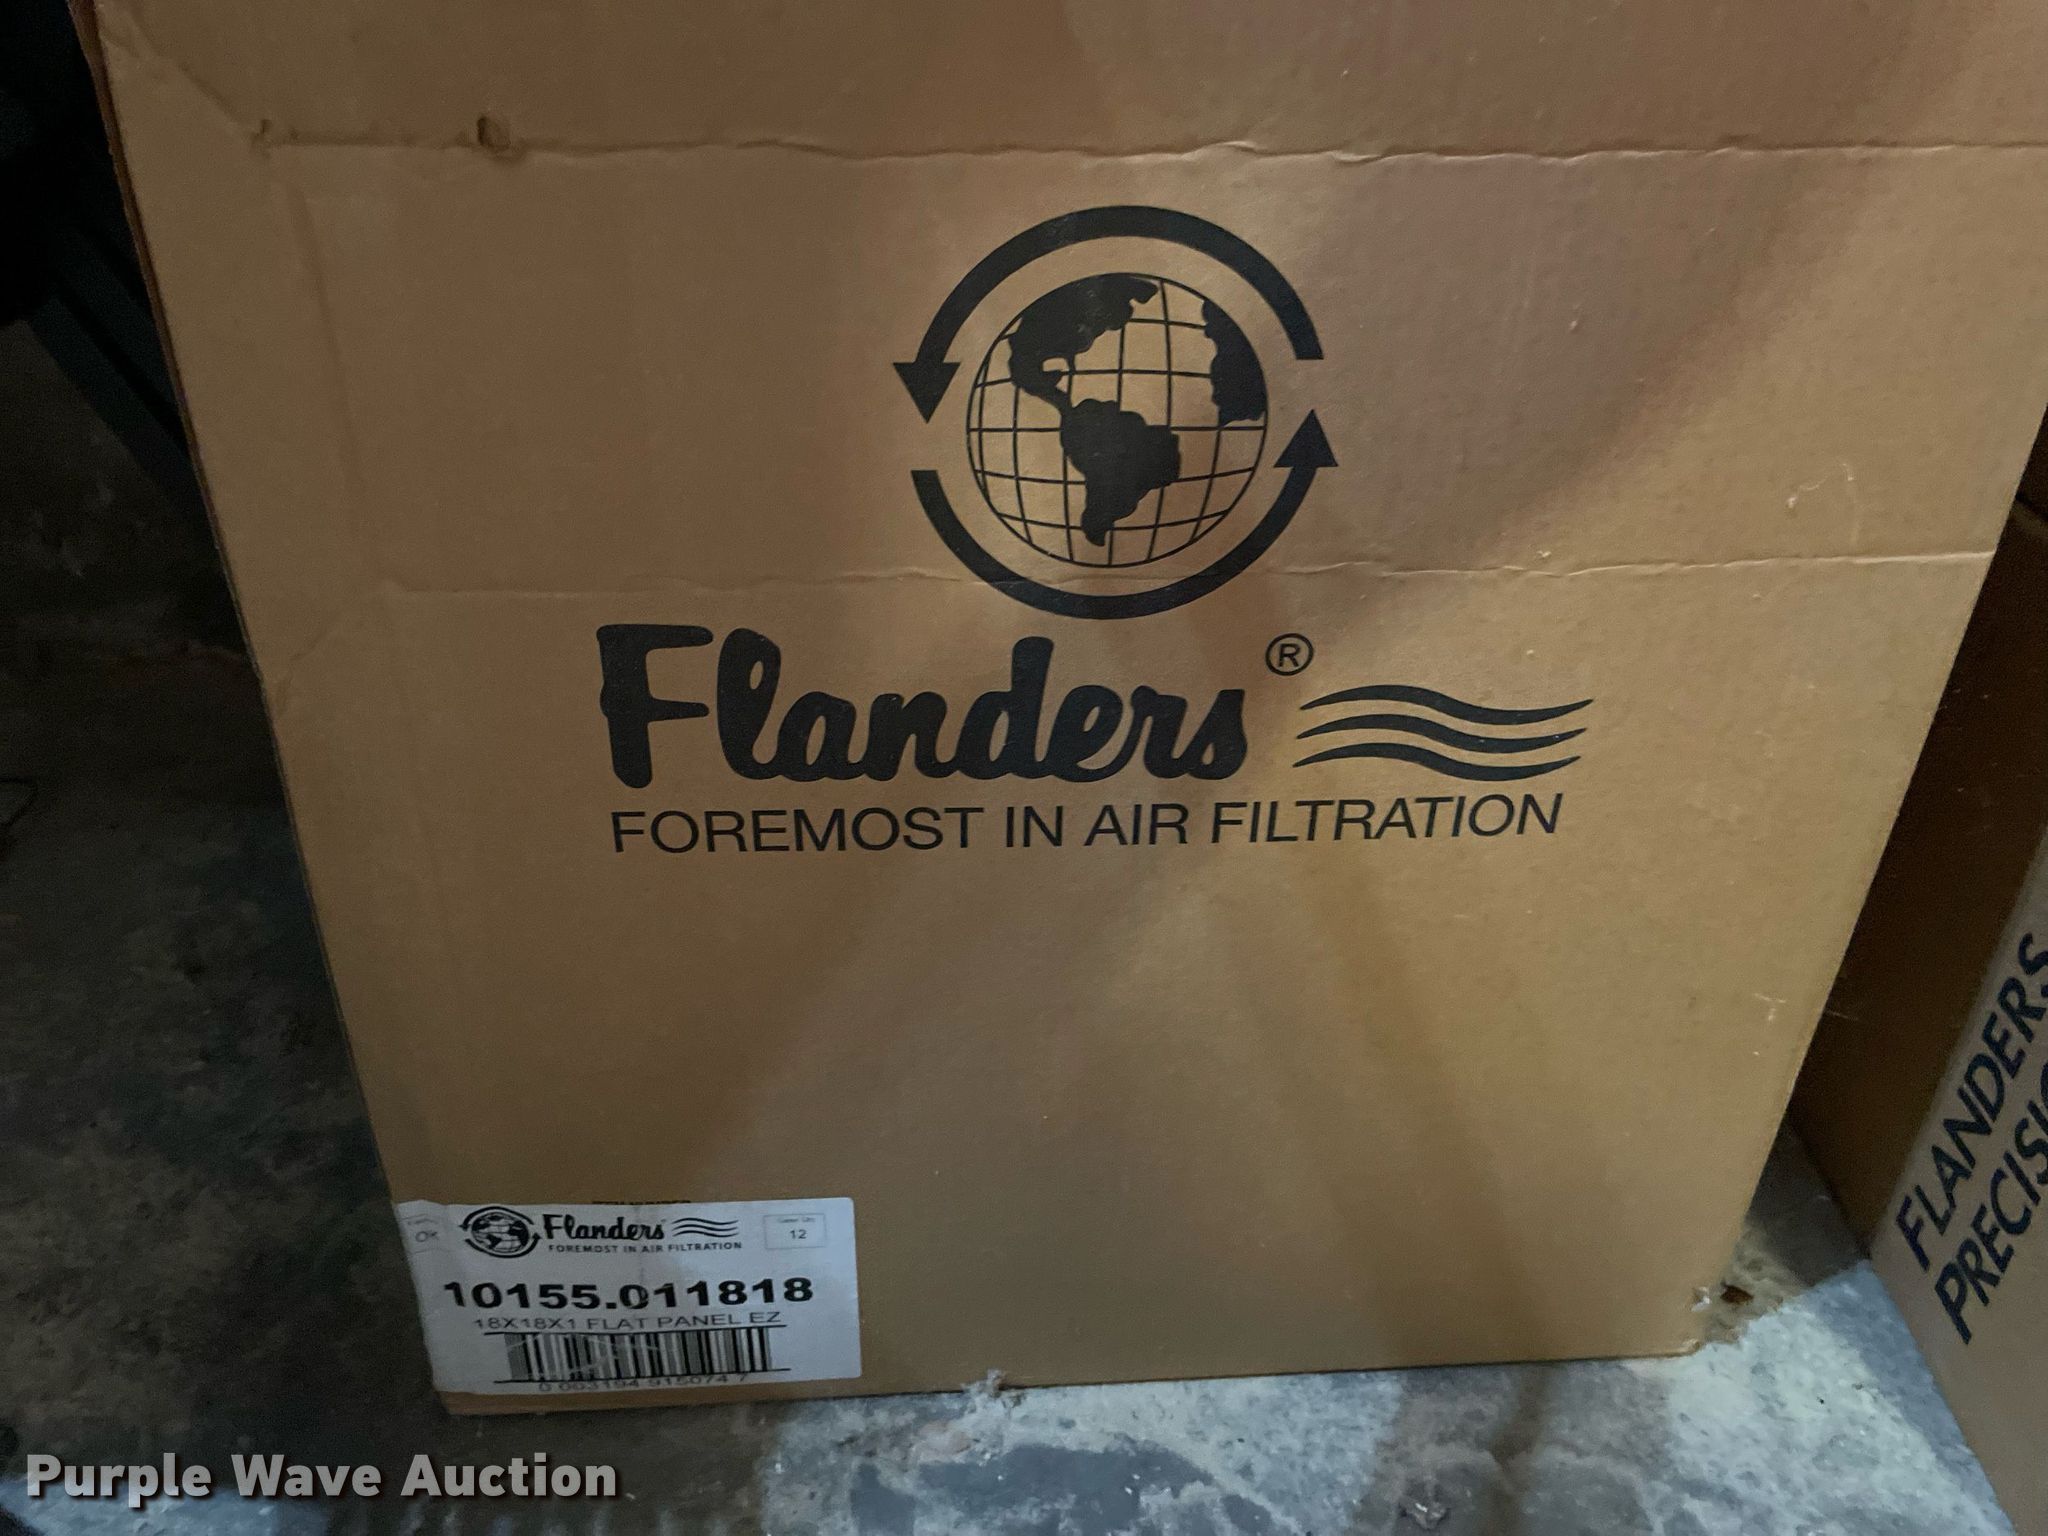 Flanders®
FOREMOST IN AIR FILTRATION
Flanders
FOREMOST IN AIR FILTRATION
12
10155.011818
18X18X1 FLAT PANEL EZ
FLANDERS
Purple Wave Auction